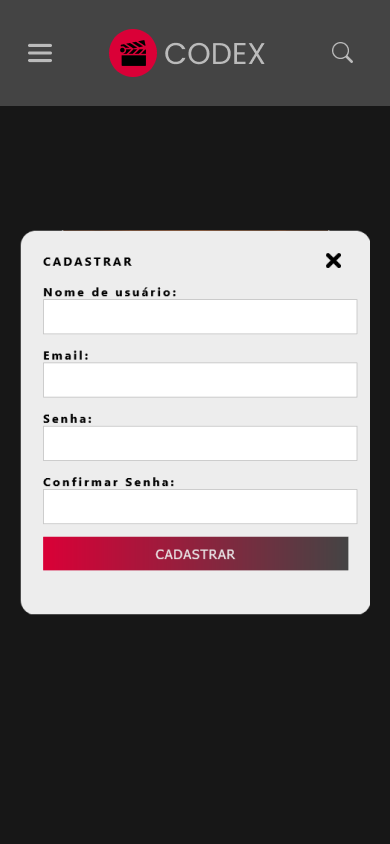 CODEX
CADASTRAR
Nome de usuário:
Email:
Senha:
Confirmar Senha:
CADASTRAR